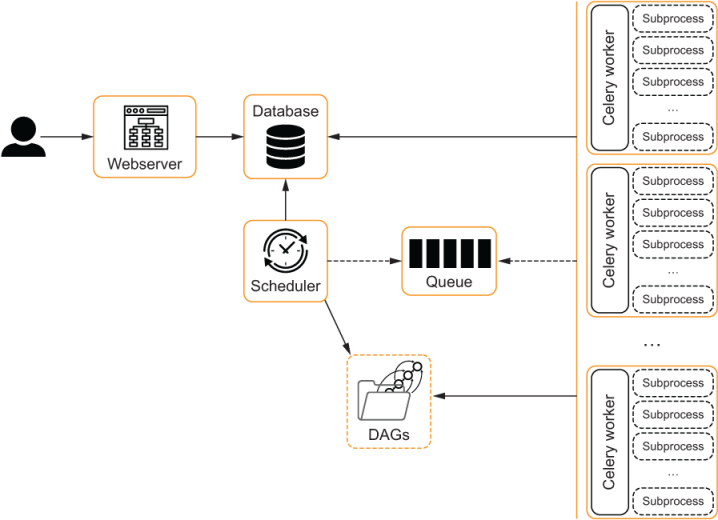 Database
Webserver
Scheduler
Queue
DAGs
Celery worker
Subprocess
Subprocess
Subprocess
...
Subprocess
Celery worker
Subprocess
Subprocess
Subprocess
...
Subprocess
...
Celery worker
Subprocess
Subprocess
Subprocess
...
Subprocess